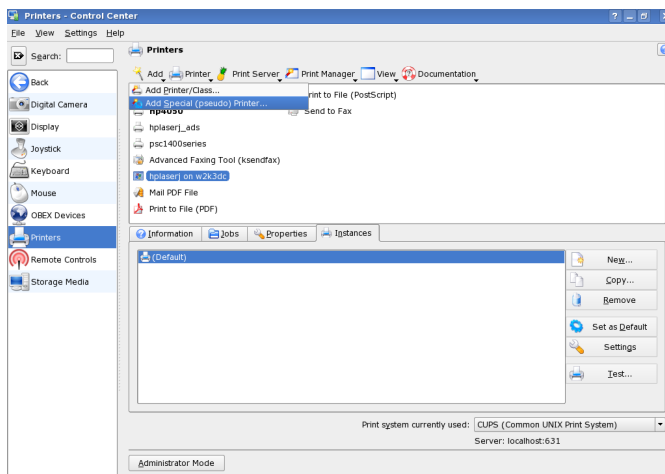 Printers - Control Center
File View Settings Help
Search:
Printers
Add Printer Print Server Print Manager View Documentation
Back
Digital Camera
Display
Joystick
Keyboard
Mouse
OBEX Devices
Printers
Remote Controls
Storage Media
Add Printer/Class...
Add Special (pseudo) Printer...
rint to File (PostScript)
hp4050
Send to Fax
hplaserj_ads
psc1400series
Advanced Faxing Tool (ksendfax)
hplaserj on w2k3dc
Mail PDF File
Print to File (PDF)
Information Jobs Properties Instances
(Default)
New...
Copy...
Remove
Set as Default
Settings
Test...
Print system currently used: CUPS (Common UNIX Print System)
Server: localhost:631
Administrator Mode